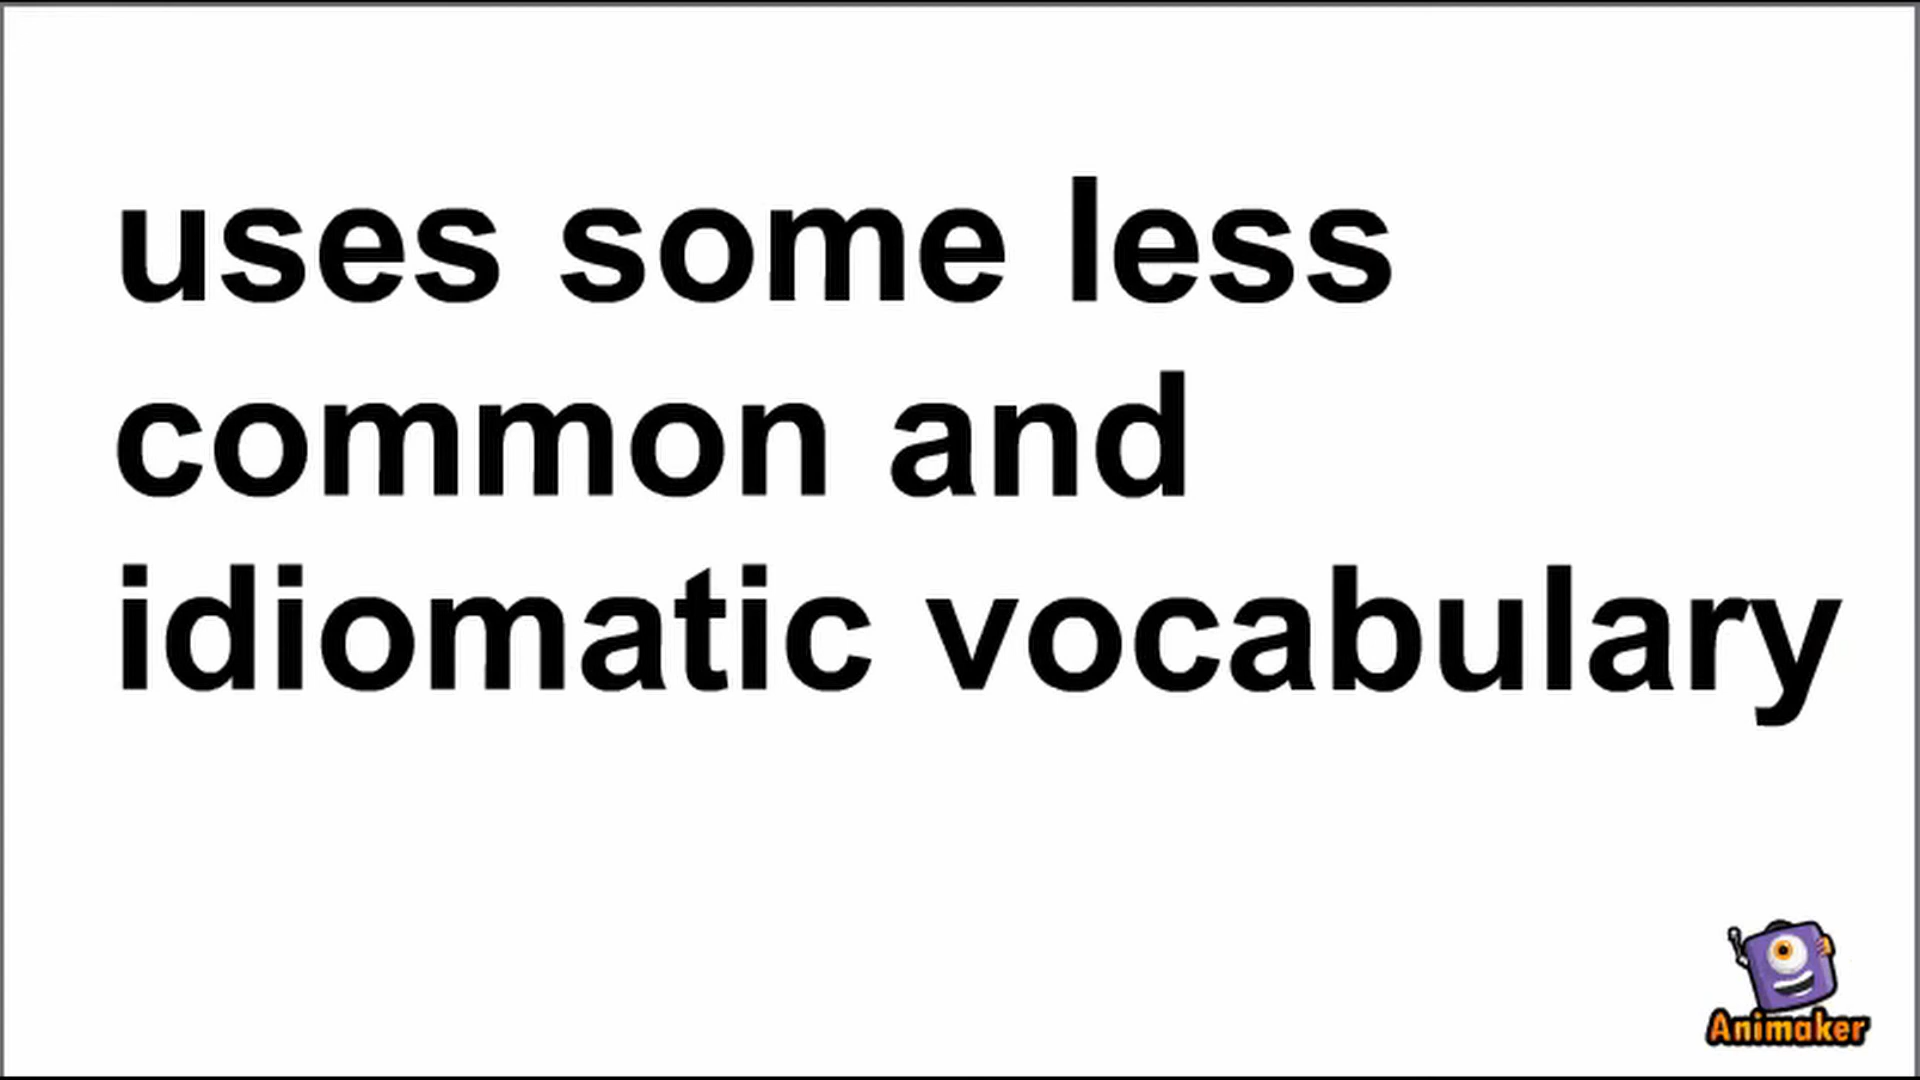 uses some less
common and
idiomatic vocabulary
Animaker